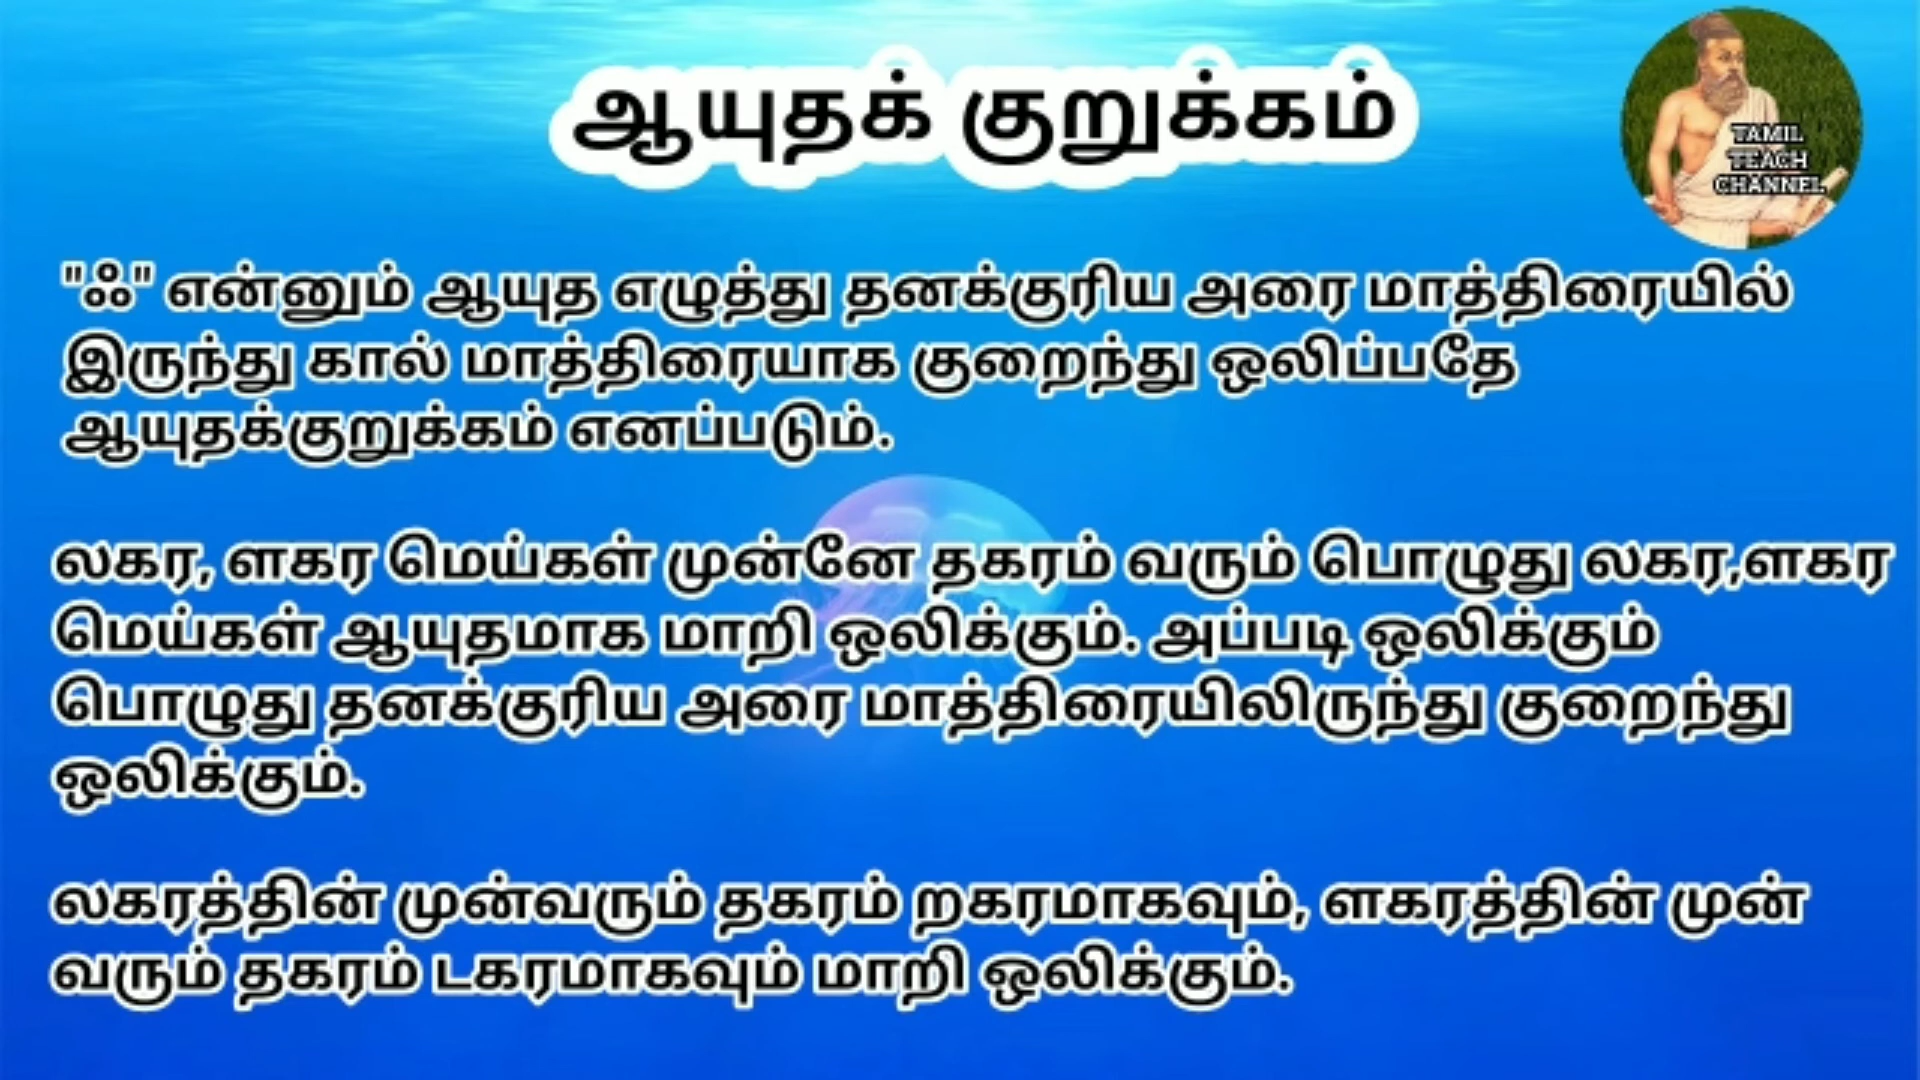 ஆயுதக் குறுக்கம்
TAMIL
TEACH
CHANNEL
"ஃ" என்னும் ஆயுத எழுத்து தனக்குரிய அரை மாத்திரையில்
இருந்து கால் மாத்திரையாக குறைந்து ஒலிப்பதே
ஆயுதக்குறுக்கம் எனப்படும்.
லகர, ளகர மெய்கள் முன்னே தகரம் வரும் பொழுது லகர,ளகர
மெய்கள் ஆயுதமாக மாறி ஒலிக்கும். அப்படி ஒலிக்கும்
பொழுது தனக்குரிய அரை மாத்திரையிலிருந்து குறைந்து
ஒலிக்கும்.
லகரத்தின் முன்வரும் தகரம் றகரமாகவும், ளகரத்தின் முன்
வரும் தகரம் டகரமாகவும் மாறி ஒலிக்கும்.